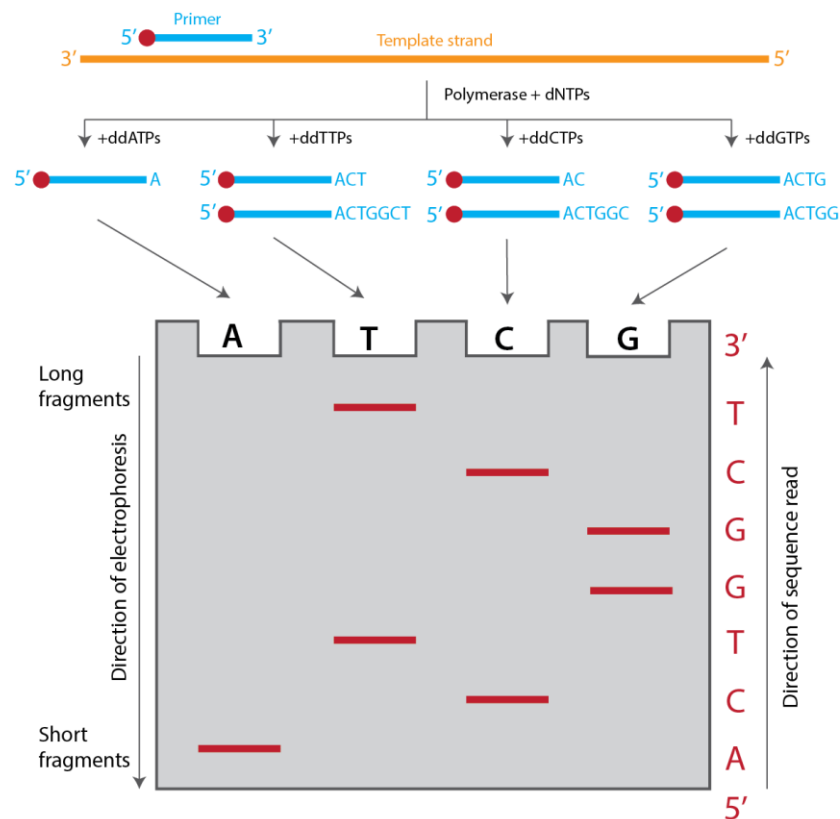 Primer
5′ 3′
Template strand
3′ 5′
Polymerase + dNTPs
+ddATPs +ddTTPs +ddCTPs +ddGTPs
5′ A 5′ ACT 5′ AC 5′ ACTG
5′ ACTGGCT 5′ ACTGGC 5′ ACTGG
A T C G
3′
Long
fragments
T
C
G
G
T
C
A
5′
Direction of electrophoresis
Short
fragments
Direction of sequence read